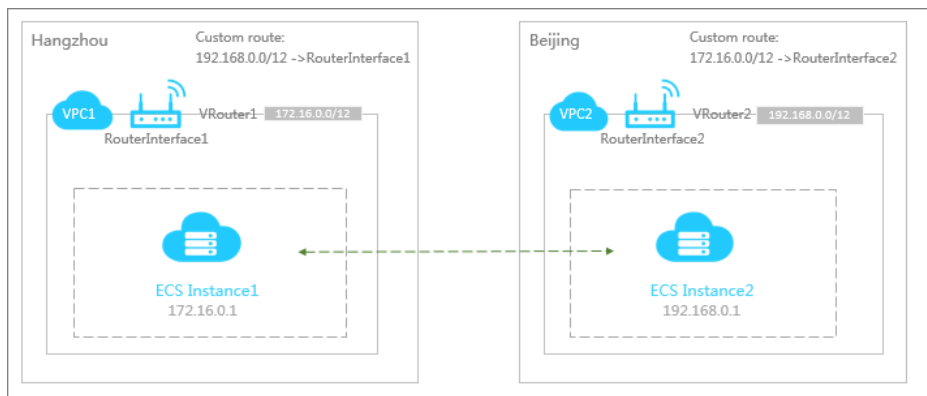 Hangzhou
Custom route:
192.168.0.0/12 ->RouterInterface1
VPC1
VRouter1
172.16.0.0/12
RouterInterface1
ECS Instance1
172.16.0.1
Beijing
Custom route:
172.16.0.0/12 ->RouterInterface2
VPC2
VRouter2
192.168.0.0/12
RouterInterface2
ECS Instance2
192.168.0.1